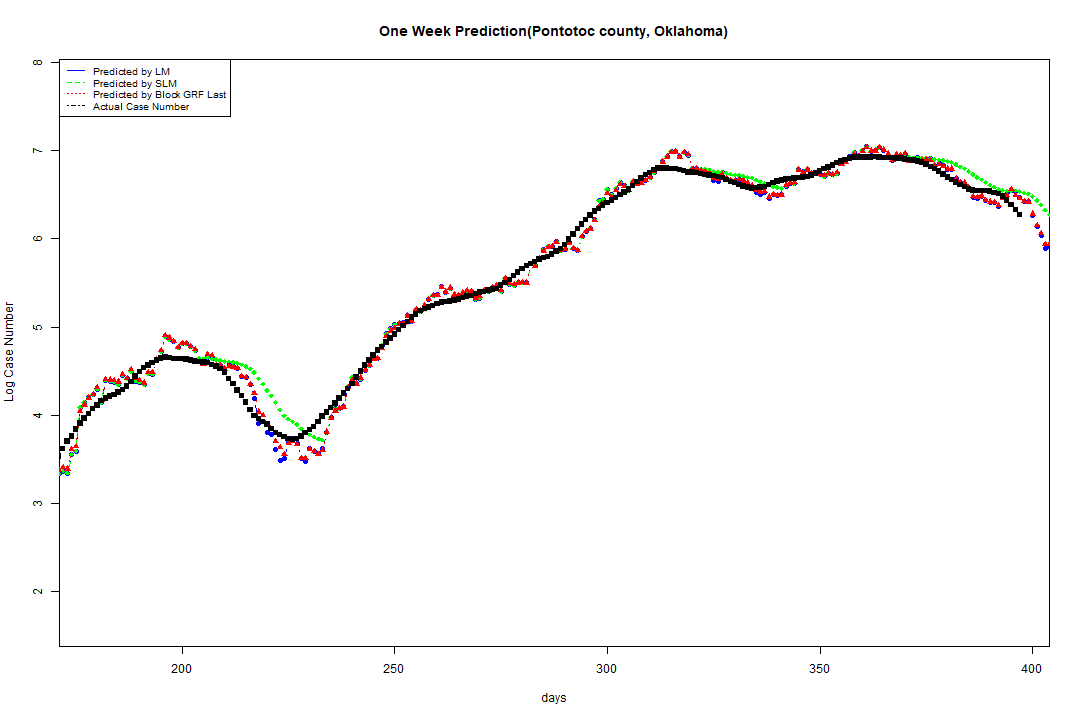 One Week Prediction(Pontotoc county, Oklahoma)
Predicted by LM
Predicted by SLM
Predicted by Block GRF Last
Actual Case Number
8
7
6
5
4
3
2
Log Case Number
200 250 300 350 400
days